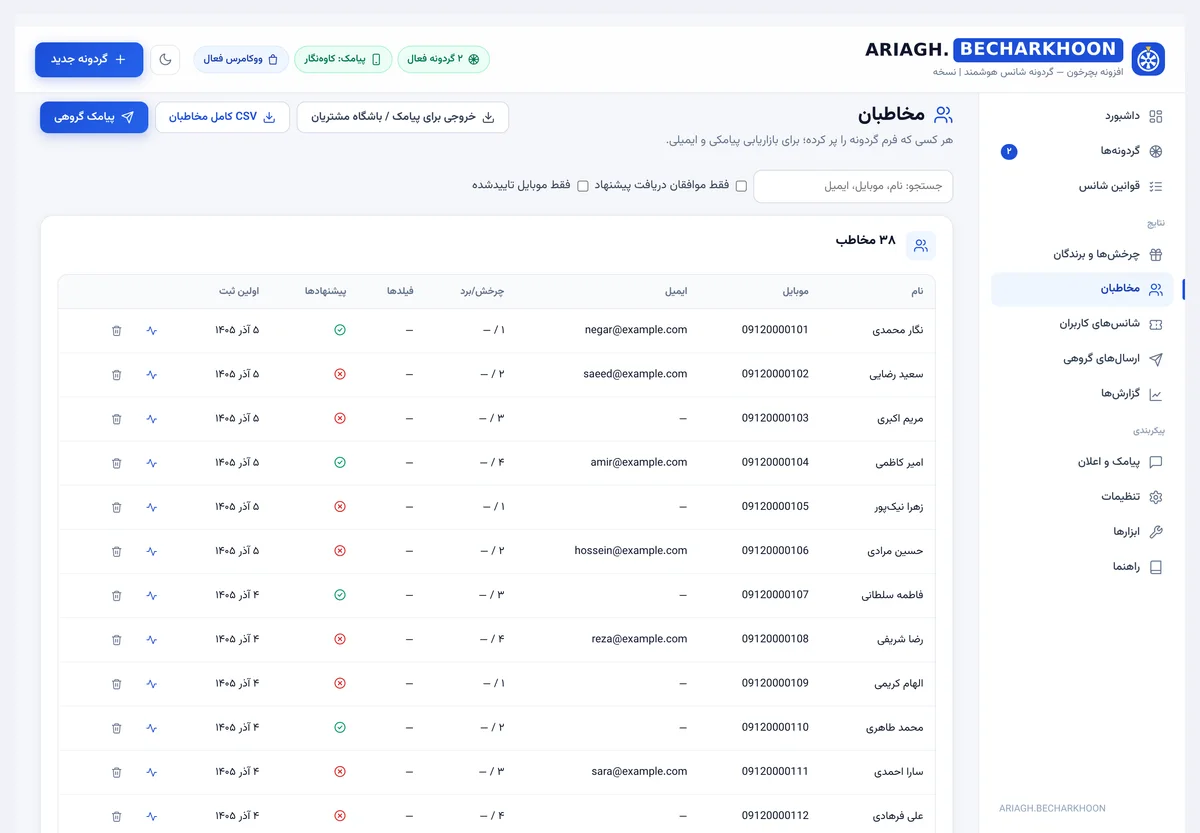 ARIAGH. BECHARKHOON
افزونه بچرخون — گردونه شانس هوشمند | نسخه
۲ گردونه فعال
پیامک: کاوه‌نگار
ووکامرس فعال
گردونه جدید
داشبورد
گردونه‌ها
۲
قوانین شانس
نتایج
چرخش‌ها و برندگان
مخاطبان
شانس‌های کاربران
ارسال‌های گروهی
گزارش‌ها
پیکربندی
پیامک و اعلان
تنظیمات
ابزارها
راهنما
ARIAGH.BECHARKHOON
مخاطبان
هر کسی که فرم گردونه را پر کرده؛ برای بازاریابی پیامکی و ایمیلی.
خروجی برای پیامک / باشگاه مشتریان
CSV کامل مخاطبان
پیامک گروهی
جستجو: نام، موبایل، ایمیل
فقط موافقان دریافت پیشنهاد
فقط موبایل تاییدشده
۳۸ مخاطب
نام موبایل ایمیل چرخش/برد فیلدها پیشنهادها اولین ثبت
نگار محمدی 09120000101 negar@example.com ۱ / — — ۵ آذر ۱۴۰۵
سعید رضایی 09120000102 saeed@example.com ۲ / — — ۵ آذر ۱۴۰۵
مریم اکبری 09120000103 — ۳ / — — ۵ آذر ۱۴۰۵
امیر کاظمی 09120000104 amir@example.com ۴ / — — ۵ آذر ۱۴۰۵
زهرا نیک‌پور 09120000105 — ۱ / — — ۵ آذر ۱۴۰۵
حسین مرادی 09120000106 hossein@example.com ۲ / — — ۵ آذر ۱۴۰۵
فاطمه سلطانی 09120000107 — ۳ / — — ۴ آذر ۱۴۰۵
رضا شریفی 09120000108 reza@example.com ۴ / — — ۴ آذر ۱۴۰۵
الهام کریمی 09120000109 — ۱ / — — ۴ آذر ۱۴۰۵
محمد طاهری 09120000110 — ۲ / — — ۴ آذر ۱۴۰۵
سارا احمدی 09120000111 sara@example.com ۳ / — — ۴ آذر ۱۴۰۵
علی فرهادی 09120000112 — ۴ / — — ۴ آذر ۱۴۰۵